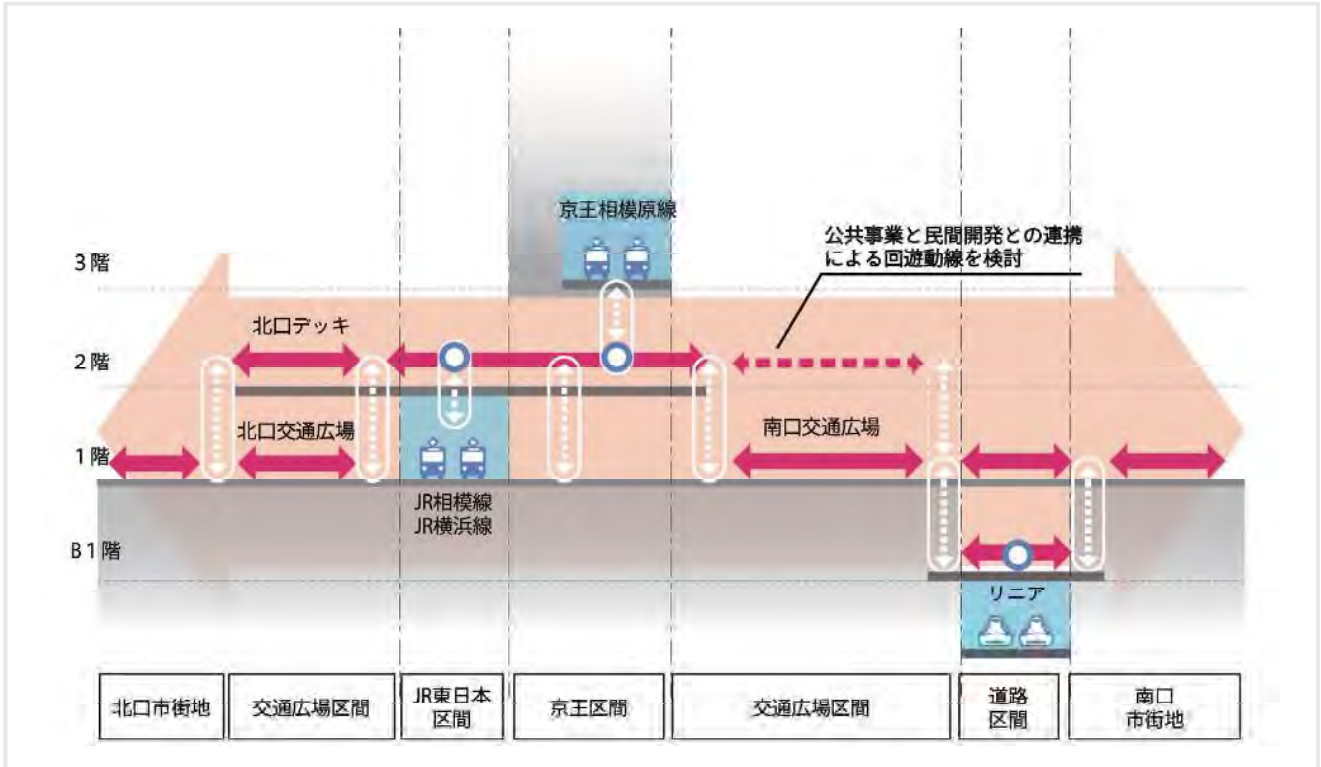 京王相模原線
公共事業と民間開発との連携
による回遊動線を検討
3階
北口デッキ
2階
北口交通広場
南口交通広場
1階
JR相模線
JR横浜線
B1階
リニア
北口市街地
交通広場区間
JR東日本
区間
京王区間
交通広場区間
道路
区間
南口
市街地